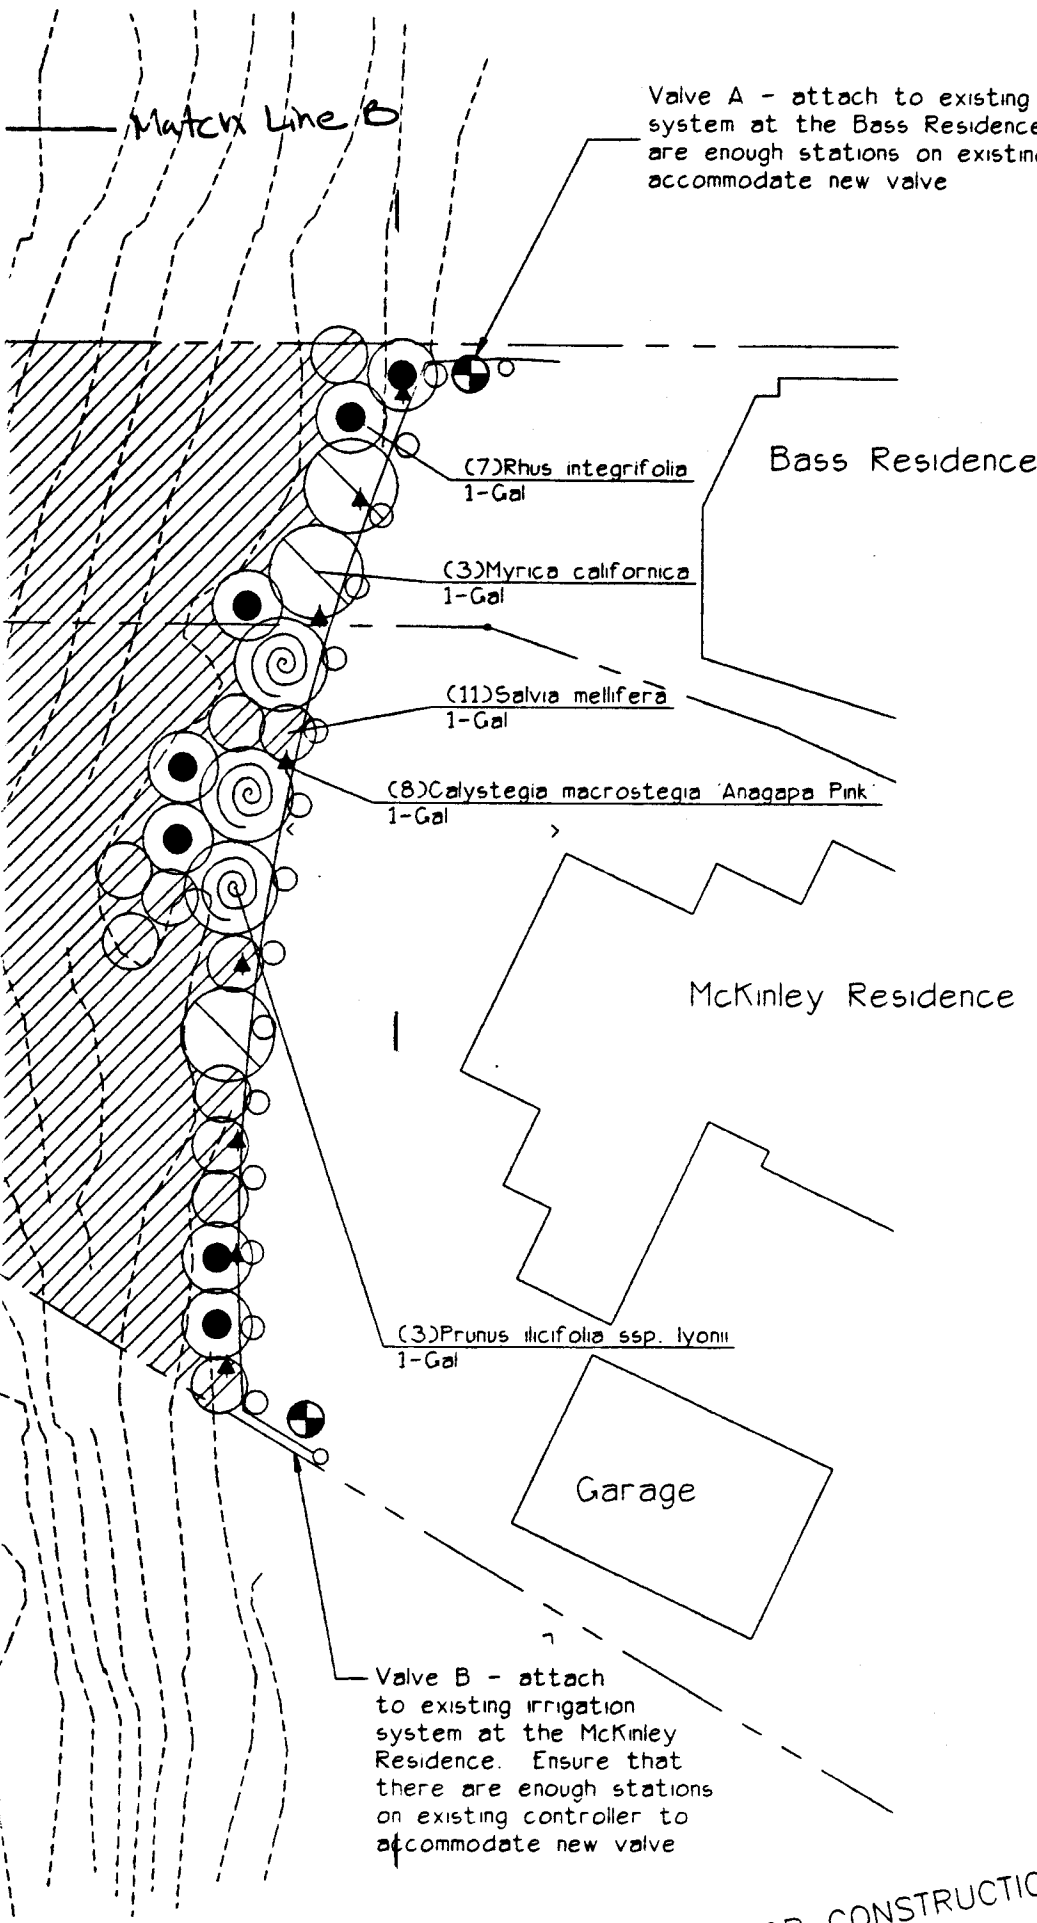 Match Line B
Valve A - attach to existing
system at the Bass Residence
are enough stations on existing
accommodate new valve
Bass Residence
(7)Rhus integrifolia
1-Gal
(3)Myrica californica
1-Gal
(11)Salvia mellifera
1-Gal
(8)Calystegia macrostegia 'Anagapa Pink'
1-Gal
McKinley Residence
(3)Prunus ilicifolia ssp. lyonii
1-Gal
Garage
Valve B - attach
to existing irrigation
system at the McKinley
Residence. Ensure that
there are enough stations
on existing controller to
accommodate new valve
CONSTRUCTIO